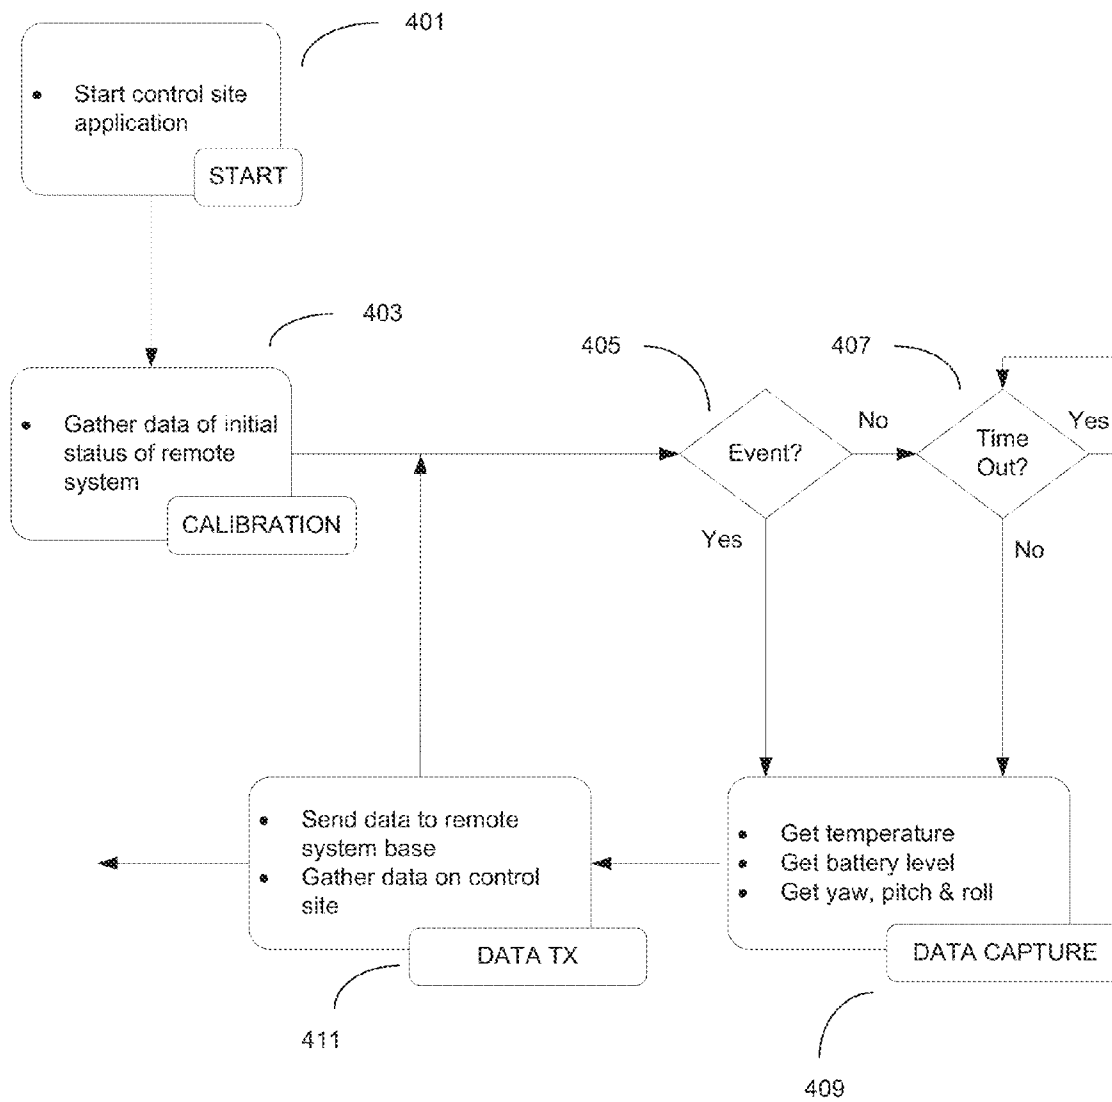 401
• Start control site
application
START
403
• Gather data of initial
status of remote
system
CALIBRATION
405
Event?
No
Yes
407
Time
Out?
Yes
No
• Send data to remote
system base
• Gather data on control
site
DATA TX
411
• Get temperature
• Get battery level
• Get yaw, pitch & roll
DATA CAPTURE
409